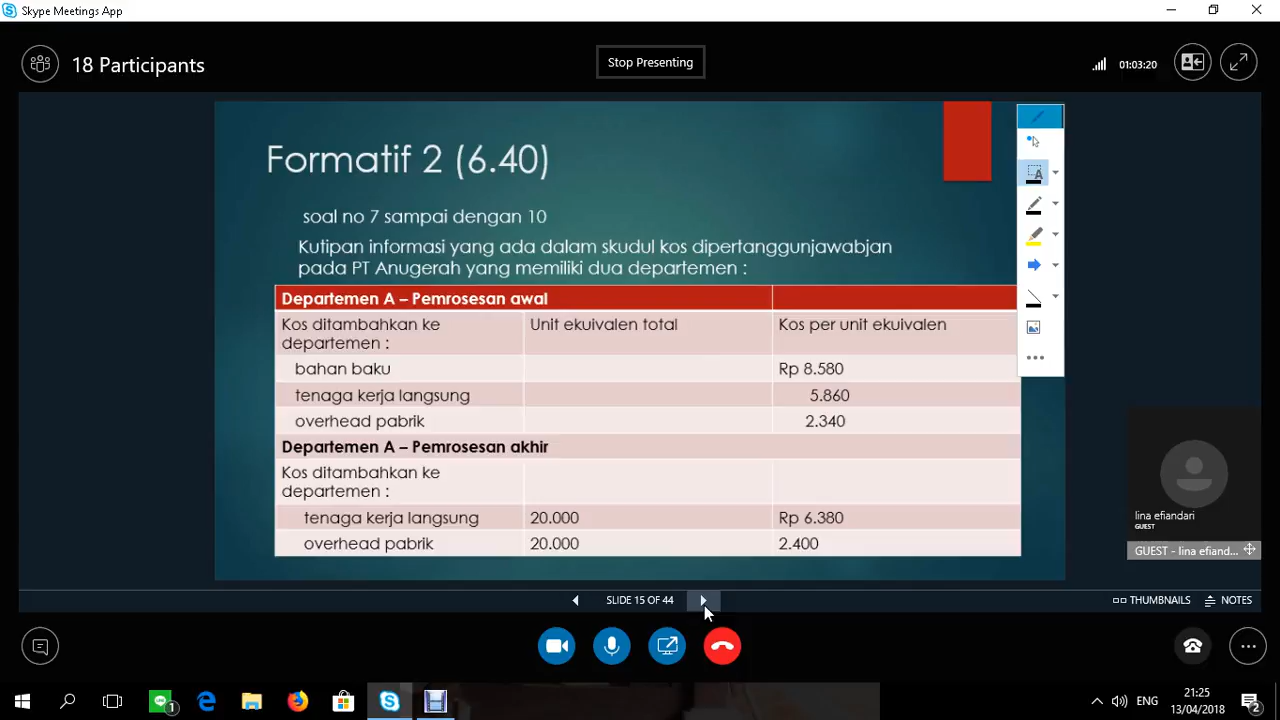 Skype Meetings App
18 Participants
Stop Presenting
01:03:20
Formatif 2 (6.40)
soal no 7 sampai dengan 10
Kutipan informasi yang ada dalam skudul kos dipertanggunjawabjan
pada PT Anugerah yang memiliki dua departemen :
Departemen A – Pemrosesan awal
Kos ditambahkan ke
departemen :
Unit ekuivalen total
Kos per unit ekuivalen
bahan baku
Rp 8.580
tenaga kerja langsung
5.860
overhead pabrik
2.340
Departemen A – Pemrosesan akhir
Kos ditambahkan ke
departemen :
tenaga kerja langsung
20.000
Rp 6.380
overhead pabrik
20.000
2.400
A
lina efiandari
GUEST
GUEST - lina efiand...
SLIDE 15 OF 44
THUMBNAILS
NOTES
1
ENG
21:25
13/04/2018
2